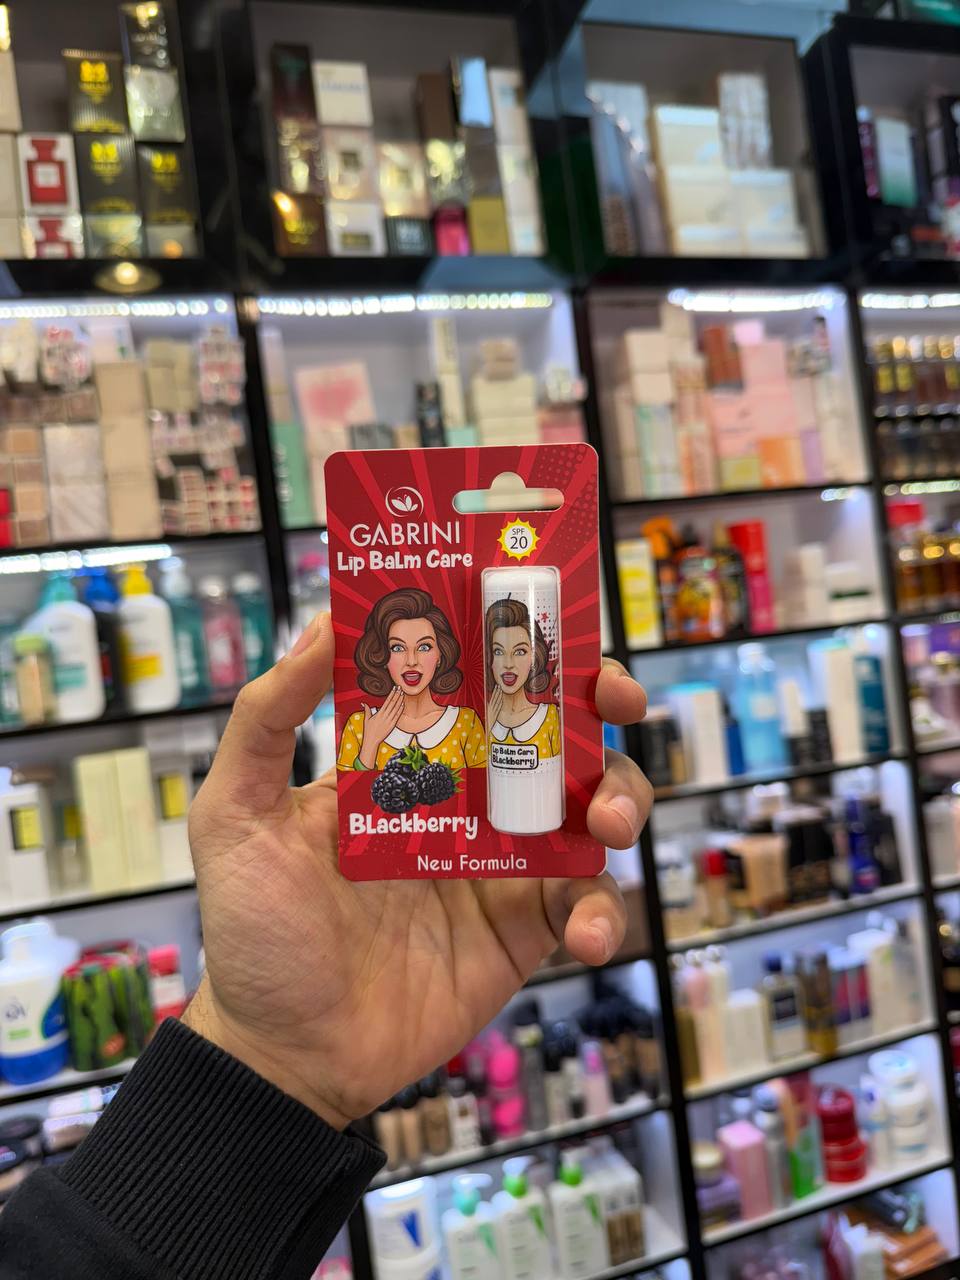 GABRINI
Lip Balm Care
SPF
20
Lip Balm Care
Blackberry
BLackberry
New Formula